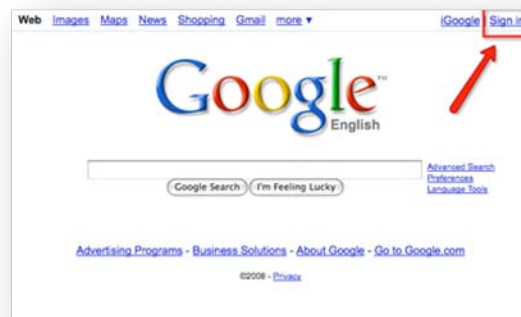 Web Images Maps News Shopping Gmail more ▼ iGoogle | Sign in
Google™
English
Advanced Search
Preferences
Language Tools
Google Search I'm Feeling Lucky
Advertising Programs - Business Solutions - About Google - Go to Google.com
©2008 - Privacy